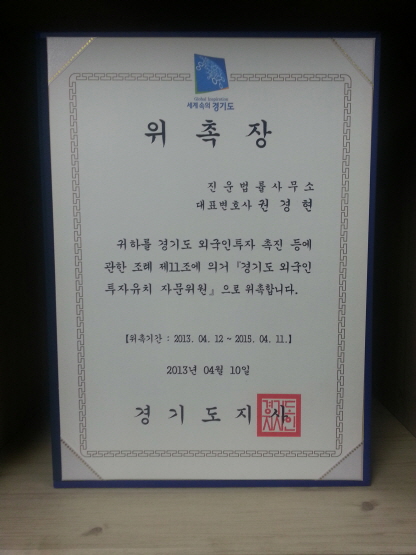 세계속의 경기도
위촉장
진운법률사무소
대표변호사 권경현
귀하를 경기도 외국인투자 촉진 등에
관한 조례 제11조에 의거 『경기도 외국인
투자유치 자문위원』으로 위촉합니다.
【위촉기간 : 2013. 04. 12 ~ 2015. 04. 11.】
2013년 04월 10일
경기도지사